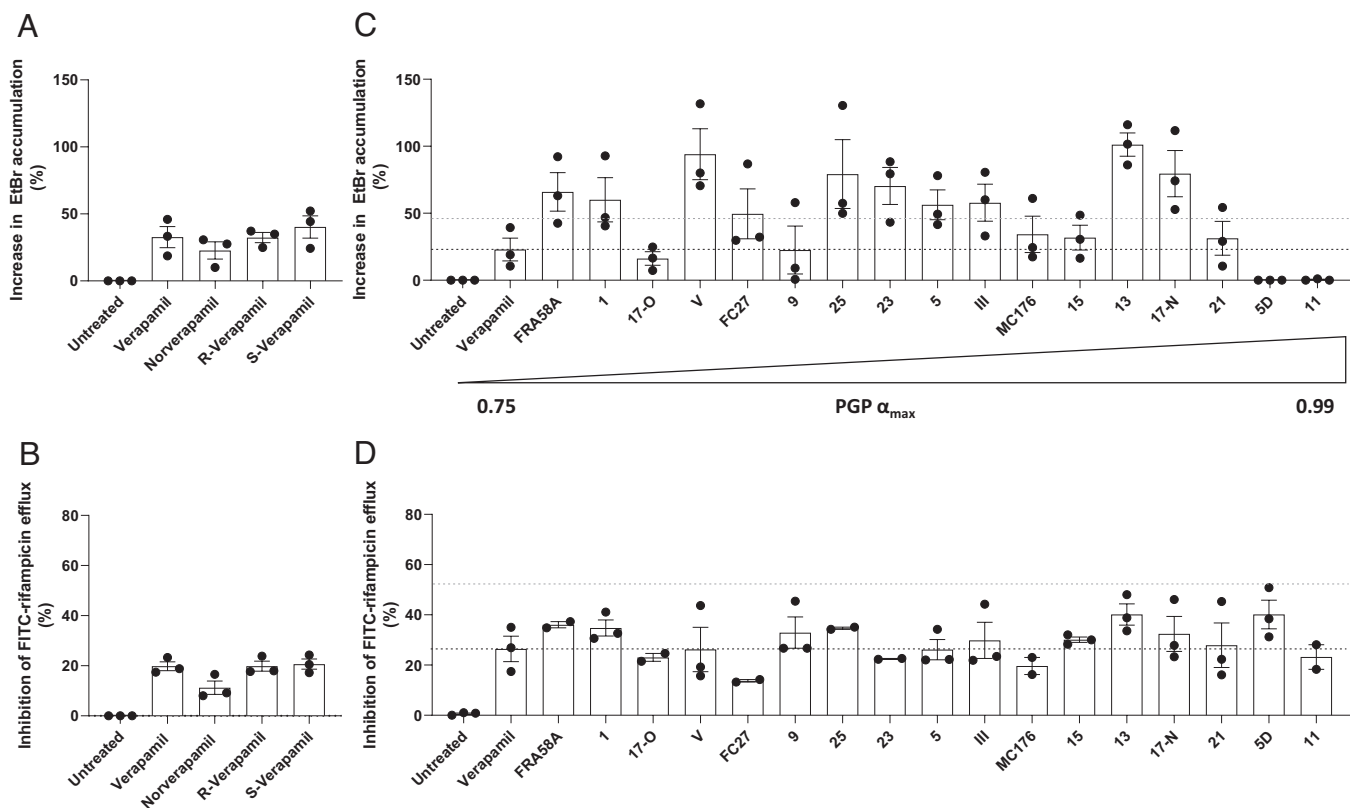 A
Increase in EtBr accumulation
(%)
150
100
50
0
Untreated
Verapamil
Norverapamil
R-Verapamil
S-Verapamil
C
Increase in EtBr accumulation
(%)
150
100
50
0
Untreated
Verapamil
FRA58A
1
17-O
V
FC27
9
25
23
5
III
MC176
15
13
17-N
21
5D
11
0.75
PGP αmax
0.99
B
Inhibition of FITC-rifampicin efflux
(%)
80
60
40
20
0
Untreated
Verapamil
Norverapamil
R-Verapamil
S-Verapamil
D
Inhibition of FITC-rifampicin efflux
(%)
80
60
40
20
0
Untreated
Verapamil
FRA58A
1
17-O
V
FC27
9
25
23
5
III
MC176
15
13
17-N
21
5D
11